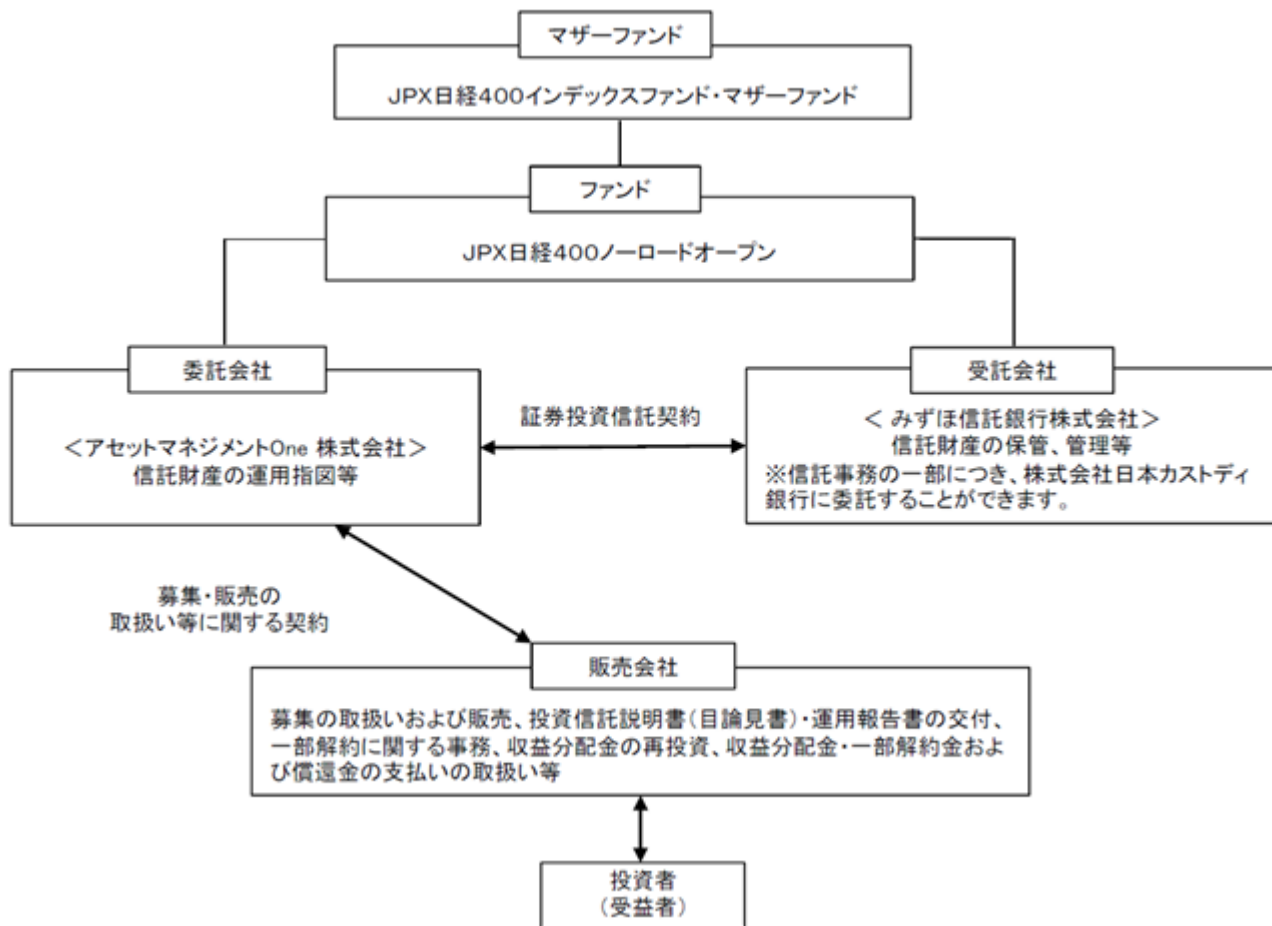 マザーファンド
JPX日経400インデックスファンド・マザーファンド
ファンド
JPX日経400ノーロードオープン
委託会社
<アセットマネジメントOne 株式会社>
信託財産の運用指図等
証券投資信託契約
受託会社
< みずほ信託銀行株式会社>
信託財産の保管、管理等
※信託事務の一部につき、株式会社日本カストディ
銀行に委託することができます。
募集・販売の
取扱い等に関する契約
販売会社
募集の取扱いおよび販売、投資信託説明書(目論見書)・運用報告書の交付、
一部解約に関する事務、収益分配金の再投資、収益分配金・一部解約金およ
び償還金の支払いの取扱い等
投資者
(受益者)